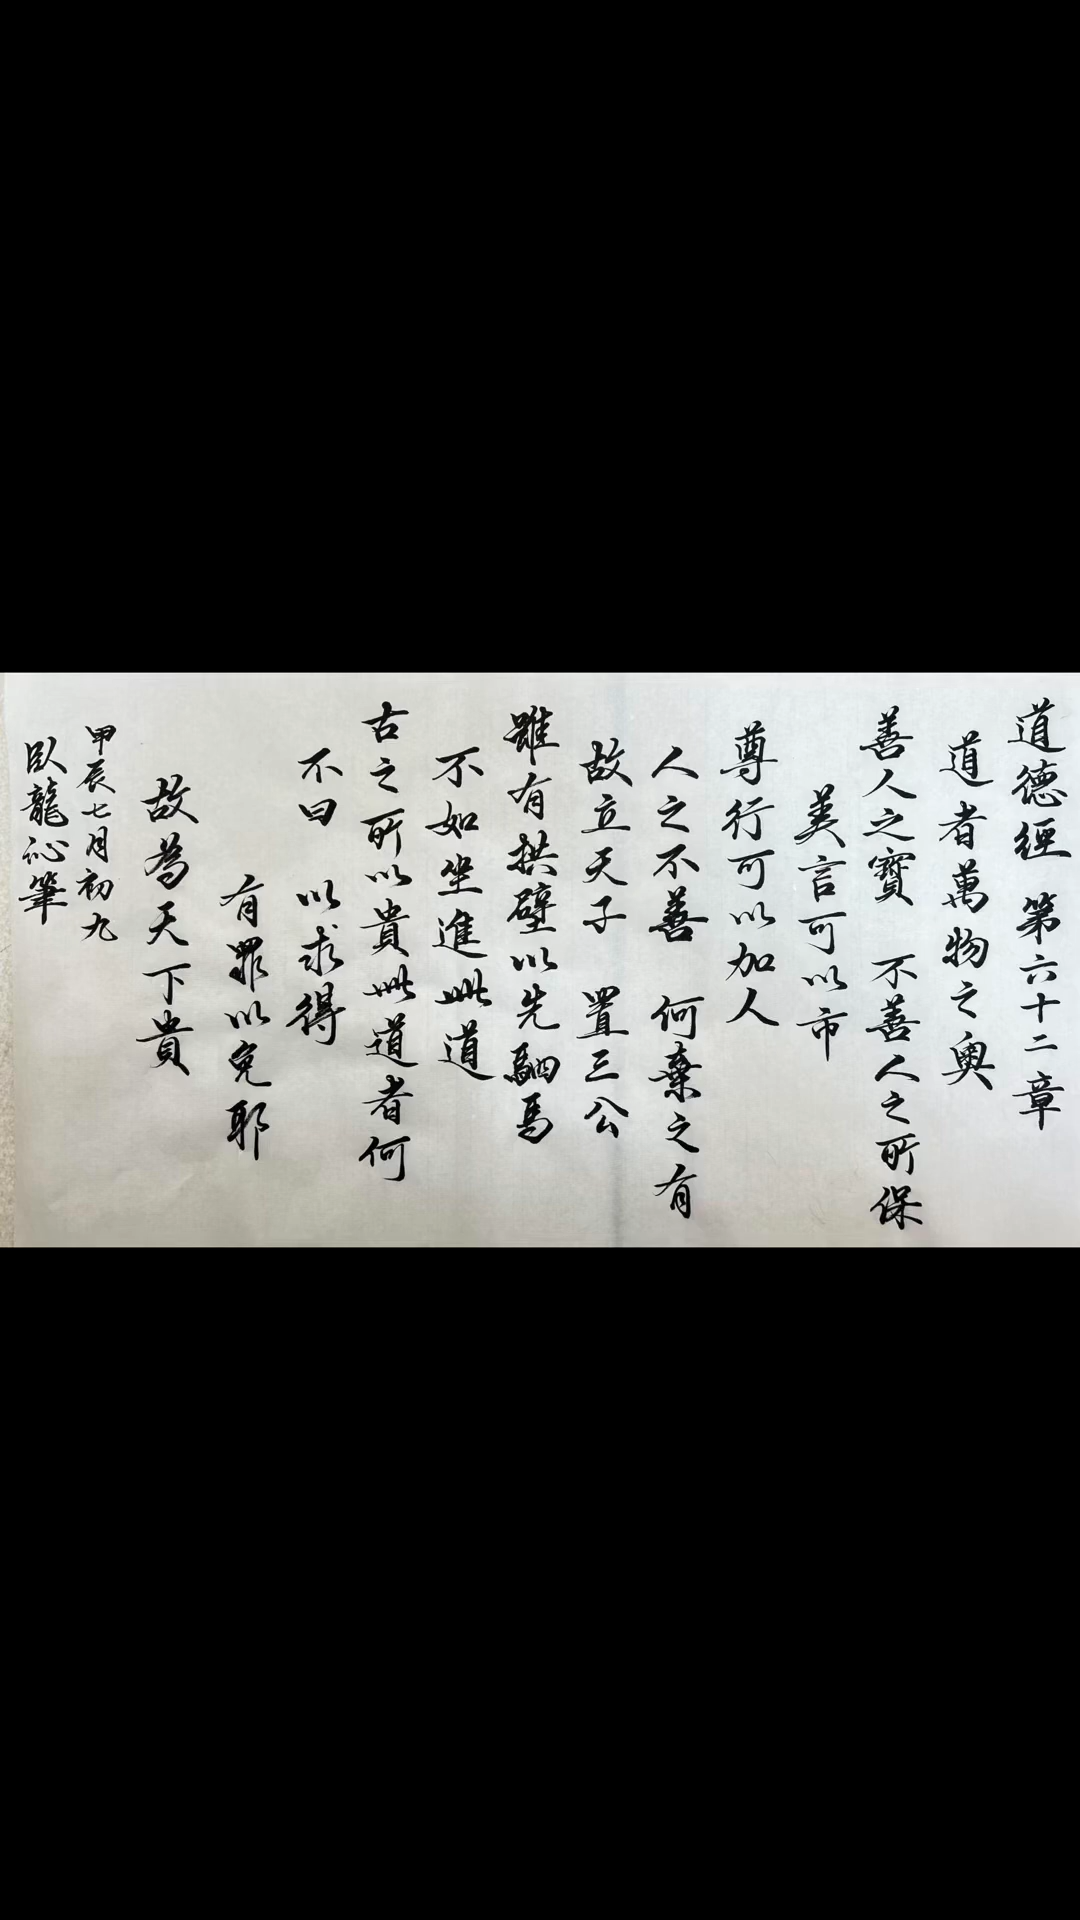 道德經 第六十二章
道者萬物之奧
善人之寶 不善人之所保
美言可以市
尊行可以加人
人之不善 何棄之有
故立天子 置三公
雖有拱璧以先駟馬
不如坐進此道
古之所以貴此道者何
不曰 以求得
有罪以免耶
故為天下貴
甲辰七月初九
臥龍沁筆